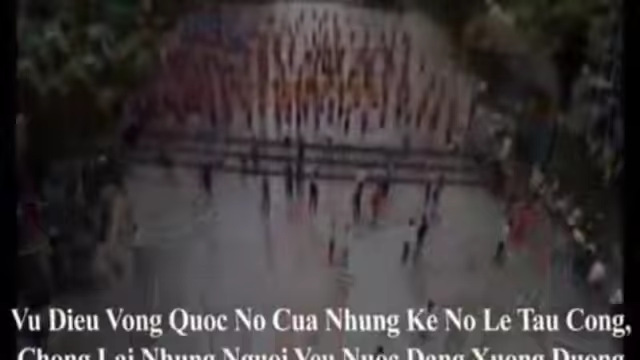 Vu Dieu Vong Quoc No Cua Nhung Ke No Le Tau Cong,
Chong Lai Nhung Nguoi Yeu Nuoc Dang Xuong Duong